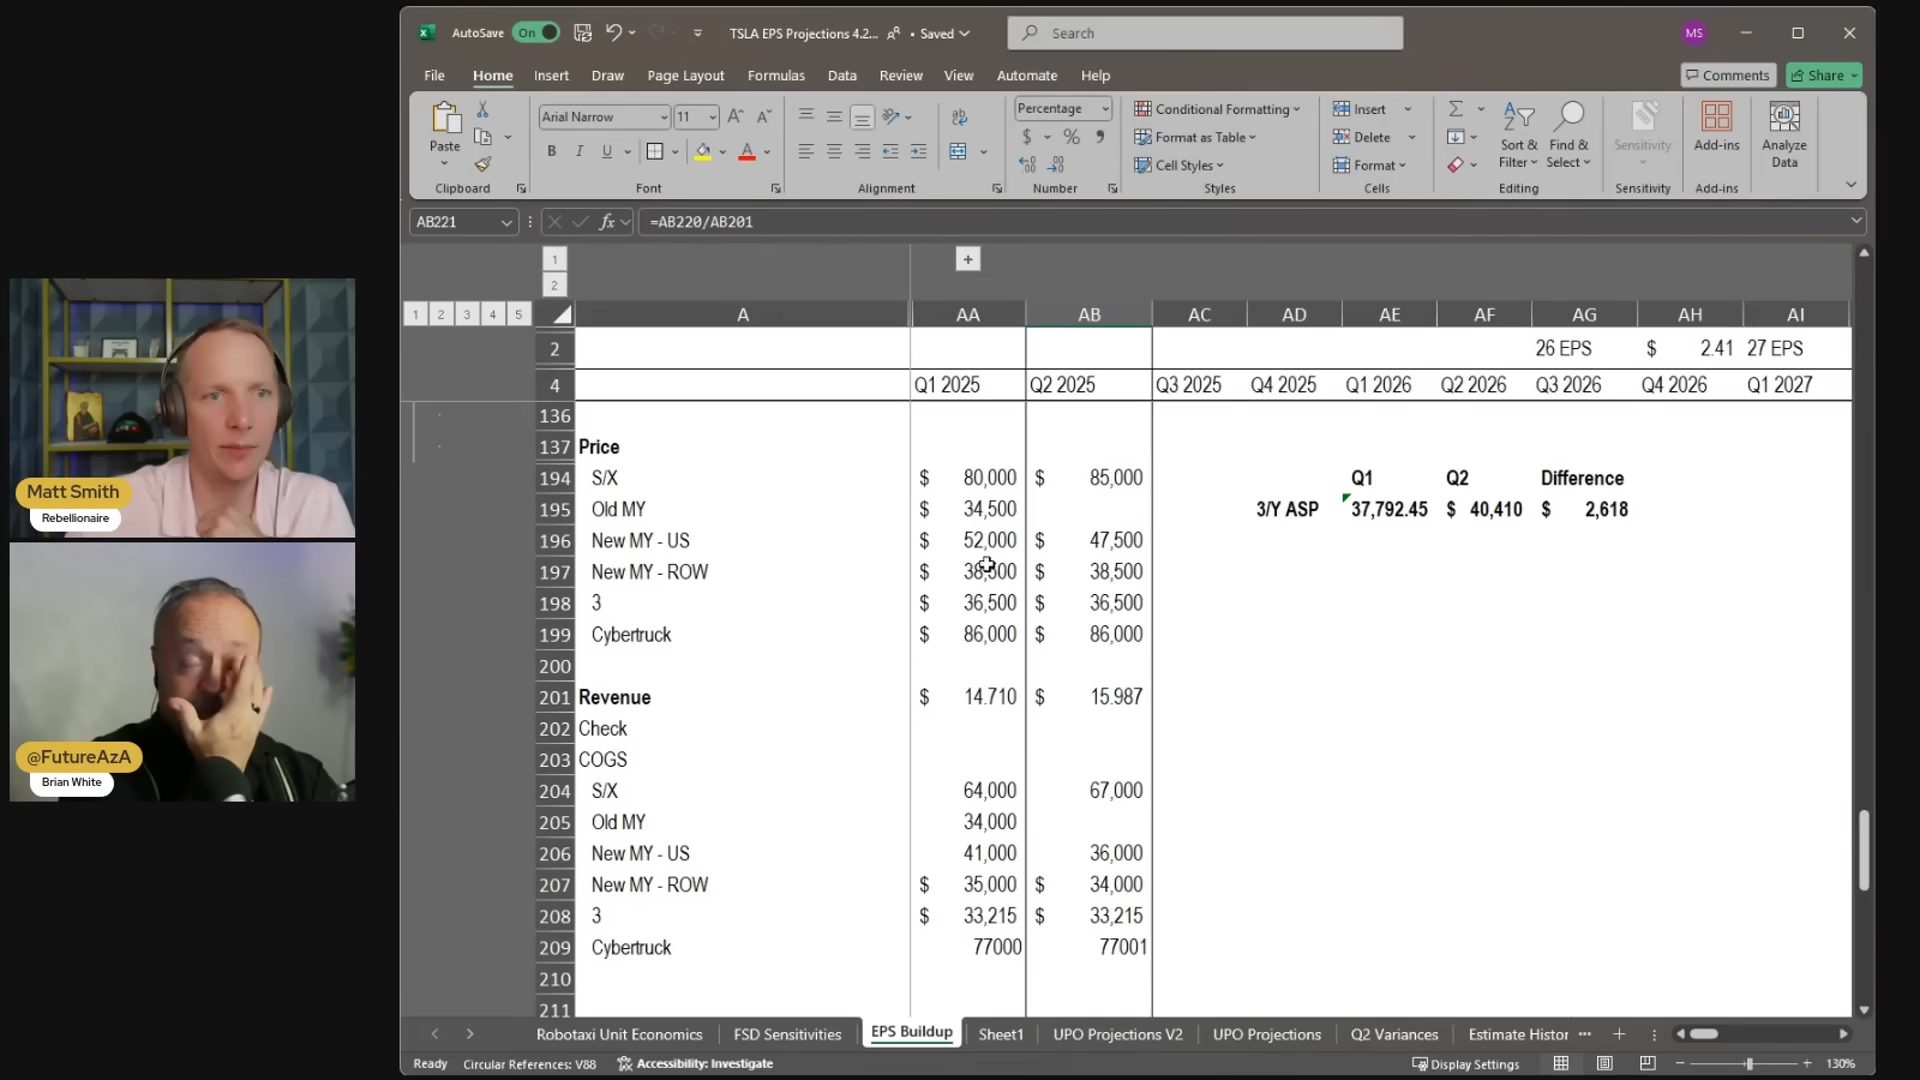 AutoSave On TSLA EPS Projections 4.2... • Saved Search MS
File Home Insert Draw Page Layout Formulas Data Review View Automate Help Comments Share
Paste
Clipboard
Arial Narrow 11
B I U A
Font
Alignment
Percentage
$ % 9
Number
Conditional Formatting
Format as Table
Cell Styles
Styles
Insert
Delete
Format
Cells
Sort & Filter
Find & Select
Editing
Sensitivity
Sensitivity
Add-ins
Add-ins
Analyze Data
AB221 fx =AB220/AB201
1
2
1 2 3 4 5 A AA AB AC AD AE AF AG AH AI
2 26 EPS $ 2.41 27 EPS
4 Q1 2025 Q2 2025 Q3 2025 Q4 2025 Q1 2026 Q2 2026 Q3 2026 Q4 2026 Q1 2027
136
137 Price
194 S/X $ 80,000 $ 85,000 Q1 Q2 Difference
195 Old MY $ 34,500 3/Y ASP 37,792.45 $ 40,410 $ 2,618
196 New MY - US $ 52,000 $ 47,500
197 New MY - ROW $ 38,500 $ 38,500
198 3 $ 36,500 $ 36,500
199 Cybertruck $ 86,000 $ 86,000
200
201 Revenue $ 14.710 $ 15.987
202 Check
203 COGS
204 S/X 64,000 67,000
205 Old MY 34,000
206 New MY - US 41,000 36,000
207 New MY - ROW $ 35,000 $ 34,000
208 3 $ 33,215 $ 33,215
209 Cybertruck 77000 77001
210
211
Robotaxi Unit Economics FSD Sensitivities EPS Buildup Sheet1 UPO Projections V2 UPO Projections Q2 Variances Estimate Histor ...
Ready Circular References: V88 Accessibility: Investigate Display Settings 130%
Matt Smith
Rebellionaire
@FutureAzA
Brian White